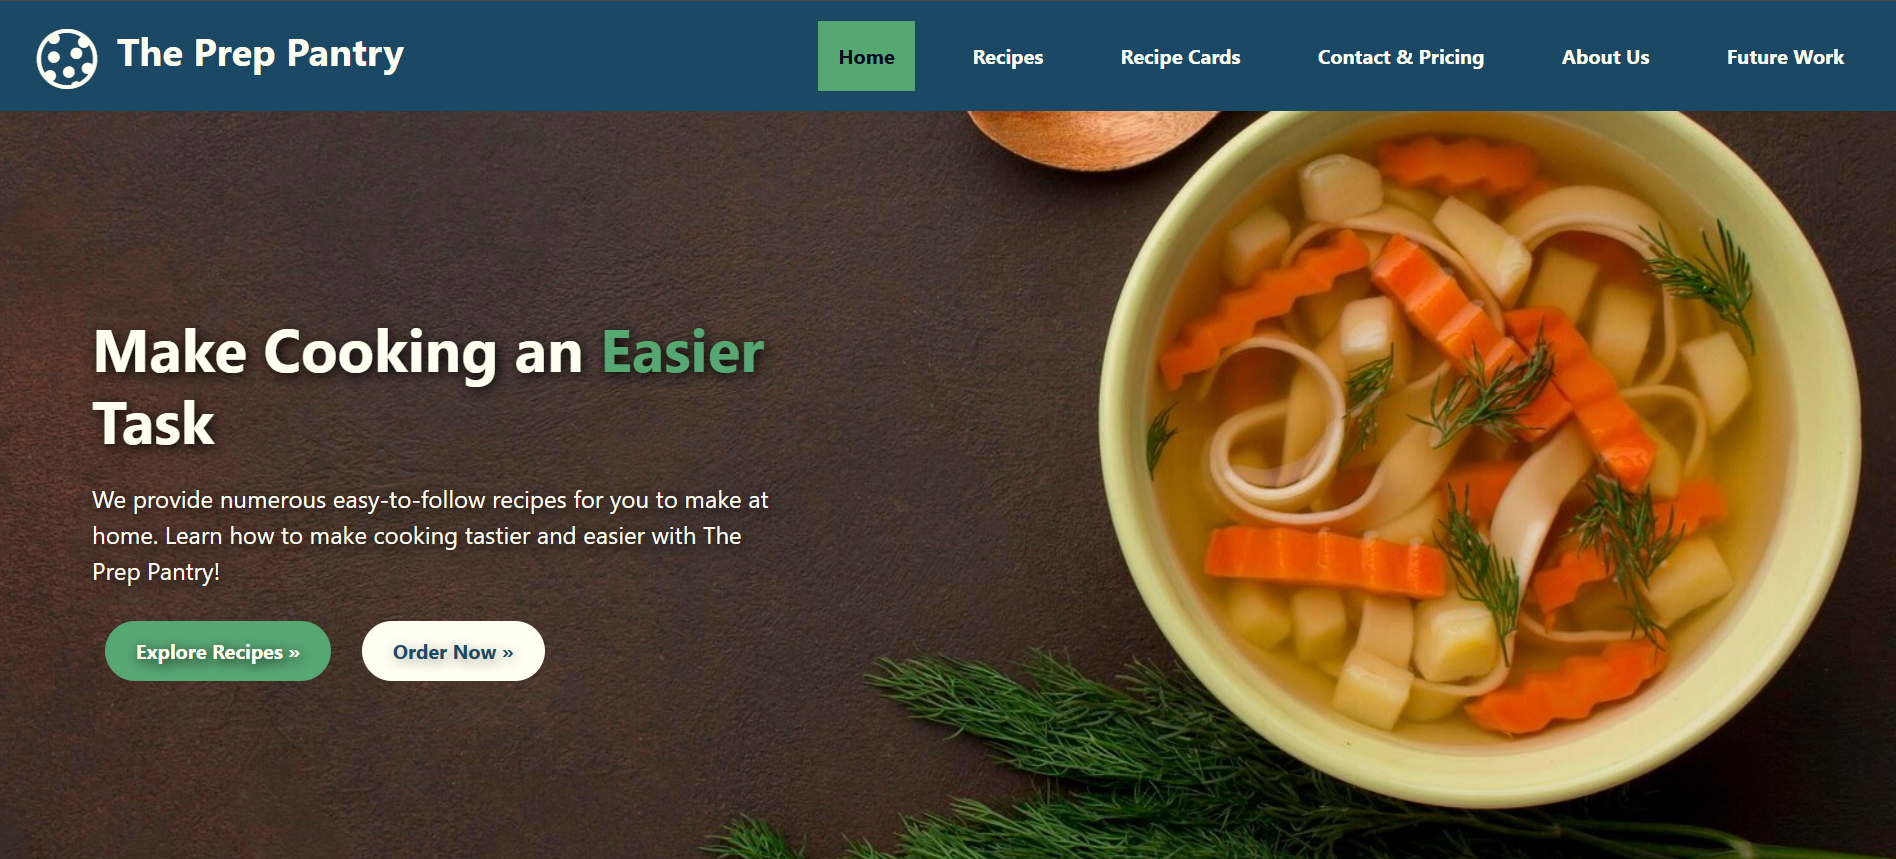 The Prep Pantry
Home
Recipes
Recipe Cards
Contact & Pricing
About Us
Future Work
Make Cooking an Easier
Task
We provide numerous easy-to-follow recipes for you to make at
home. Learn how to make cooking tastier and easier with The
Prep Pantry!
Explore Recipes »
Order Now »